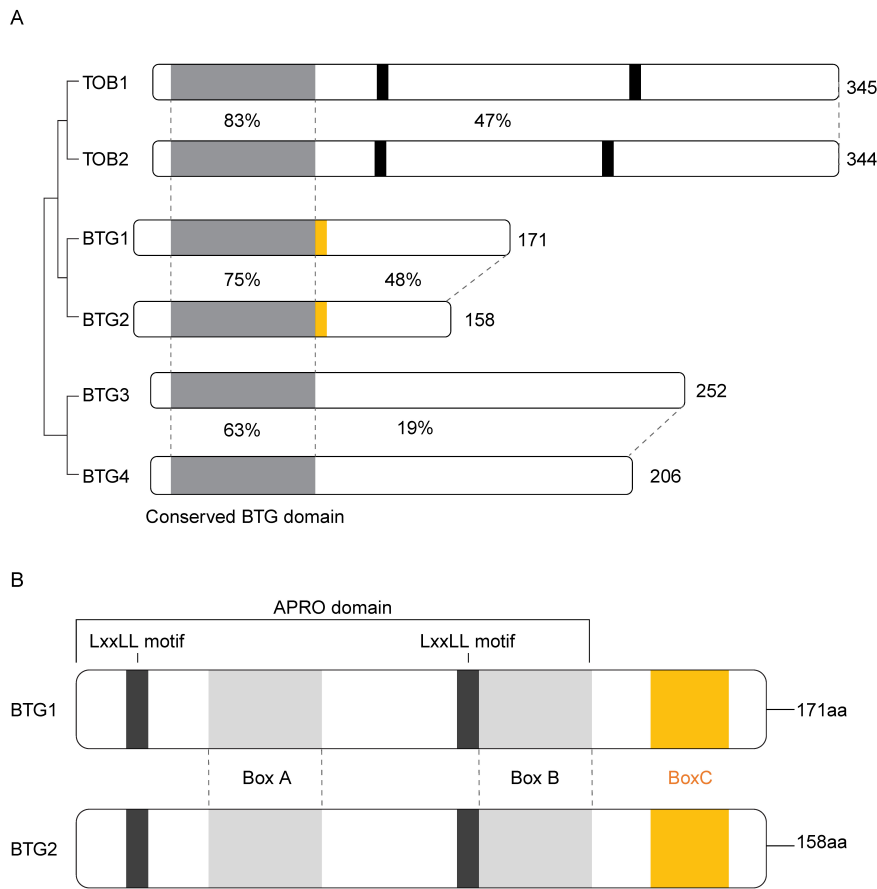 A
TOB1
345
83%
47%
TOB2
344
BTG1
171
75%
48%
BTG2
158
BTG3
252
63%
19%
BTG4
206
Conserved BTG domain
B
APRO domain
LxxLL motif
LxxLL motif
BTG1
171aa
Box A
Box B
BoxC
BTG2
158aa